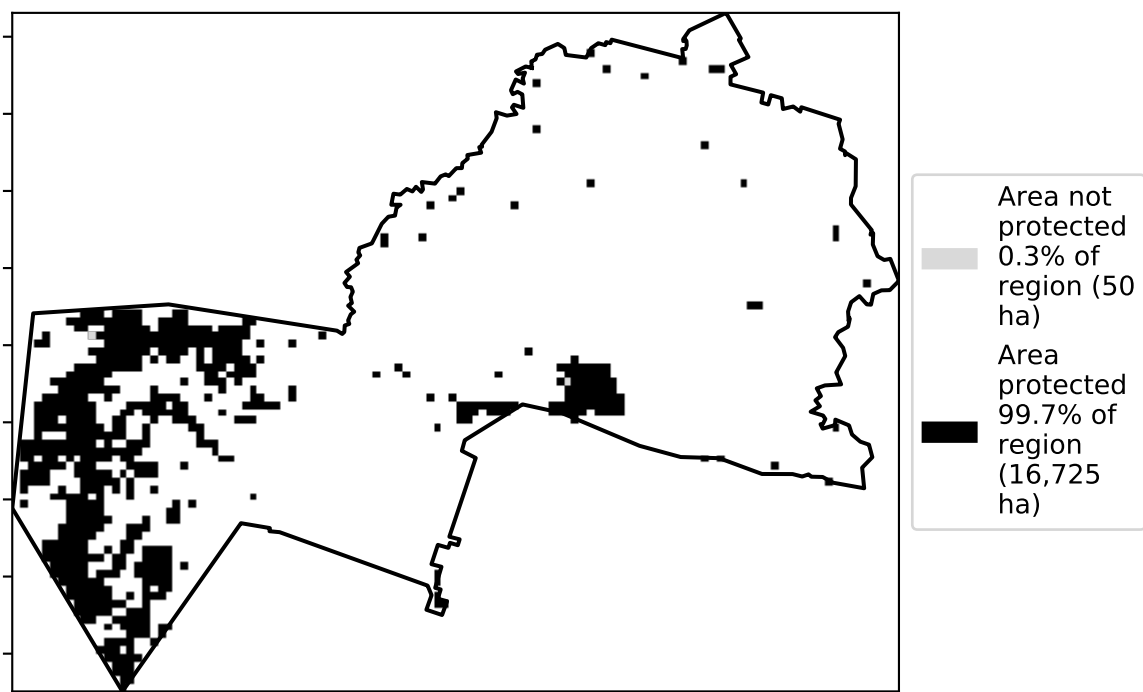 Area not
protected
0.3% of
region (50
ha)
Area
protected
99.7% of
region
(16,725
ha)